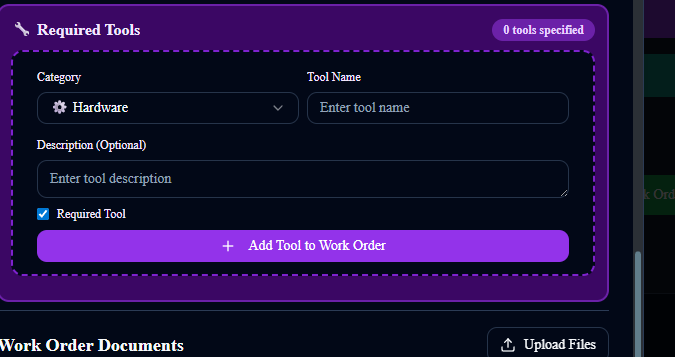 Required Tools
0 tools specified
Category
Tool Name
Hardware
Enter tool name
Description (Optional)
Enter tool description
Required Tool
Add Tool to Work Order
k Ord
Work Order Documents
Upload Files